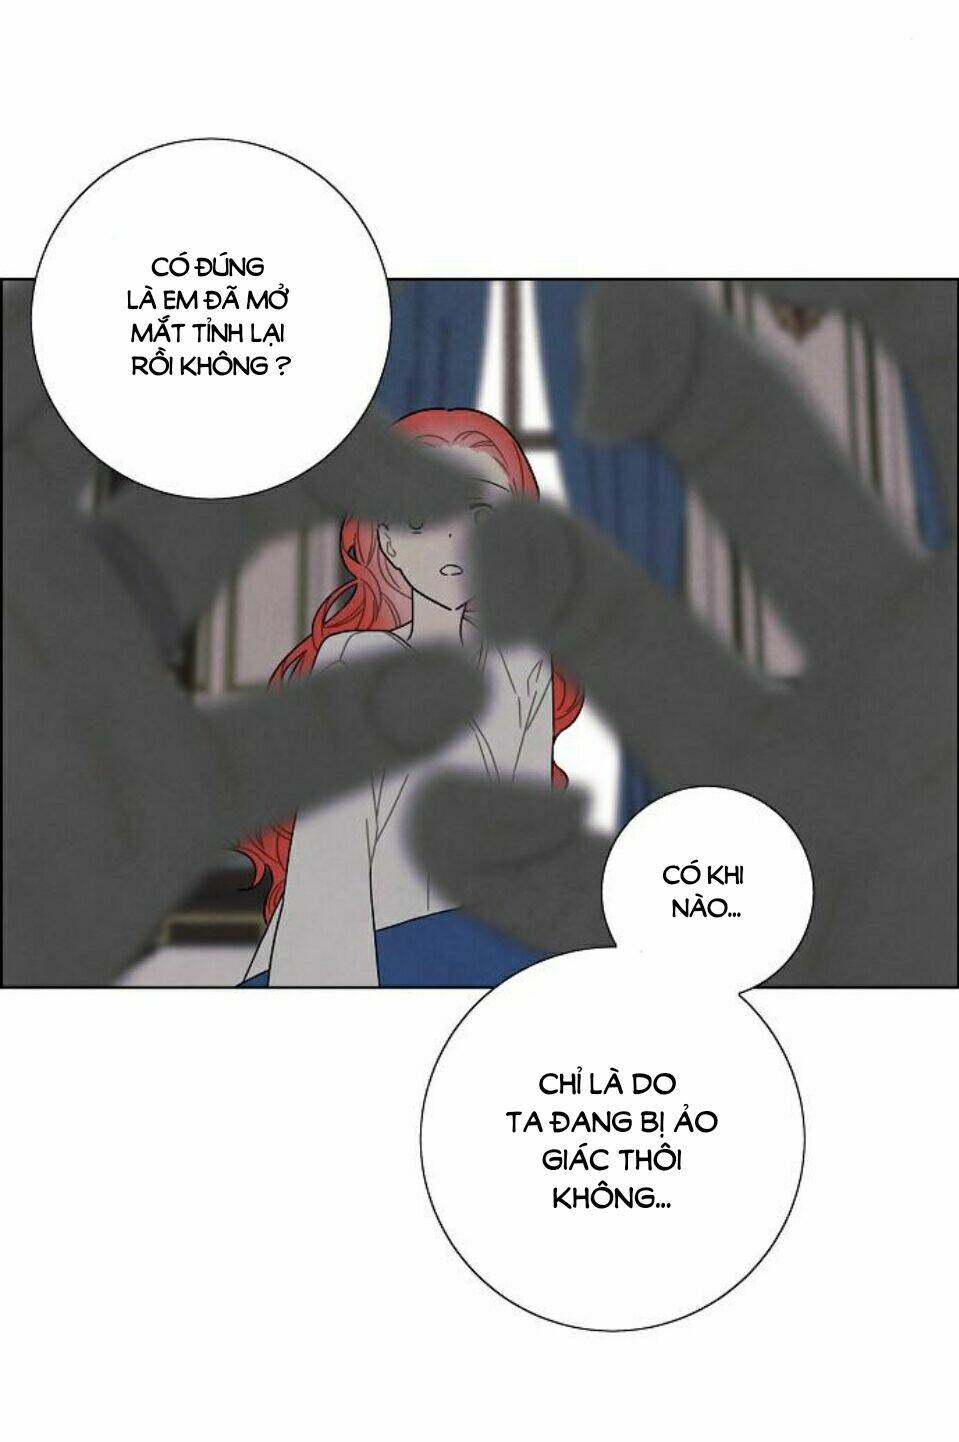 CÓ ĐÚNG
LÀ EM ĐÃ MỞ
MẮT TỈNH LẠI
RỒI KHÔNG ?
CÓ KHI
NÀO...
CHỈ LÀ DO
TA ĐANG BỊ ẢO
GIÁC THÔI
KHÔNG...